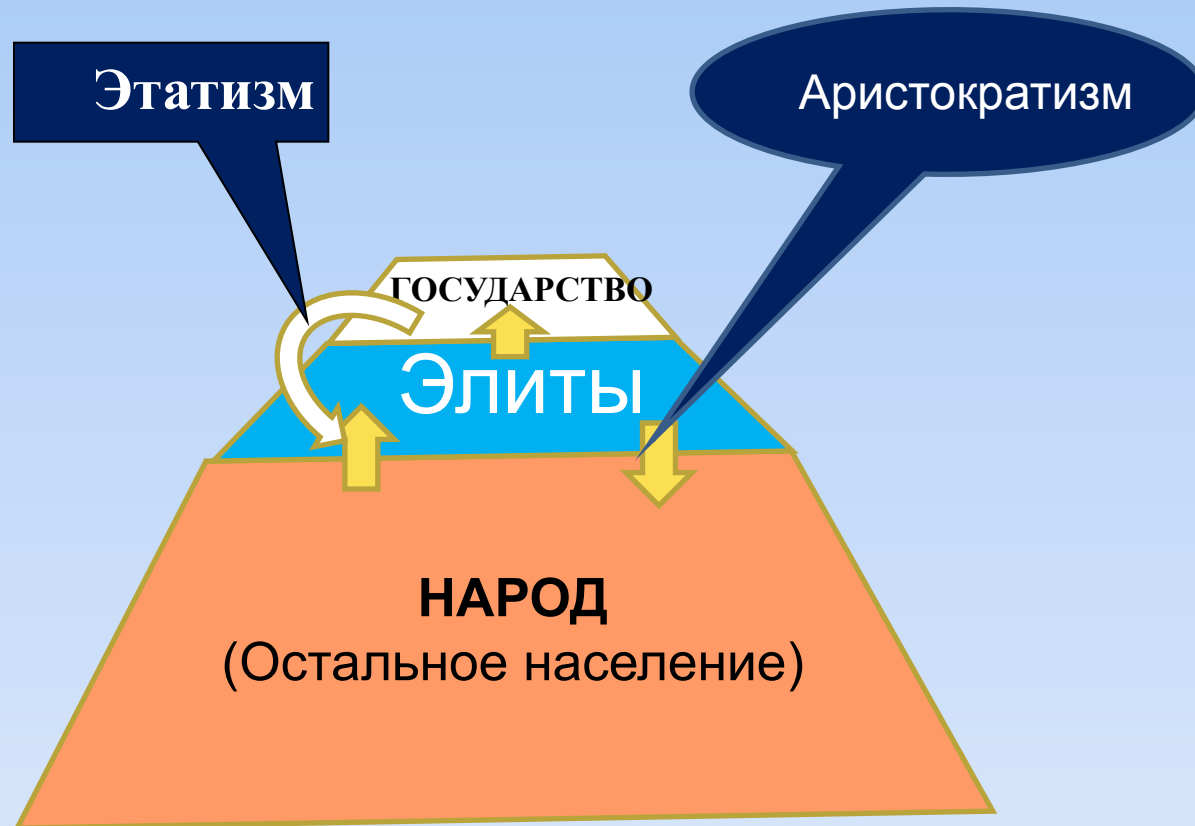 Этатизм
Аристократизм
ГОСУДАРСТВО
Элиты
НАРОД
(Остальное население)